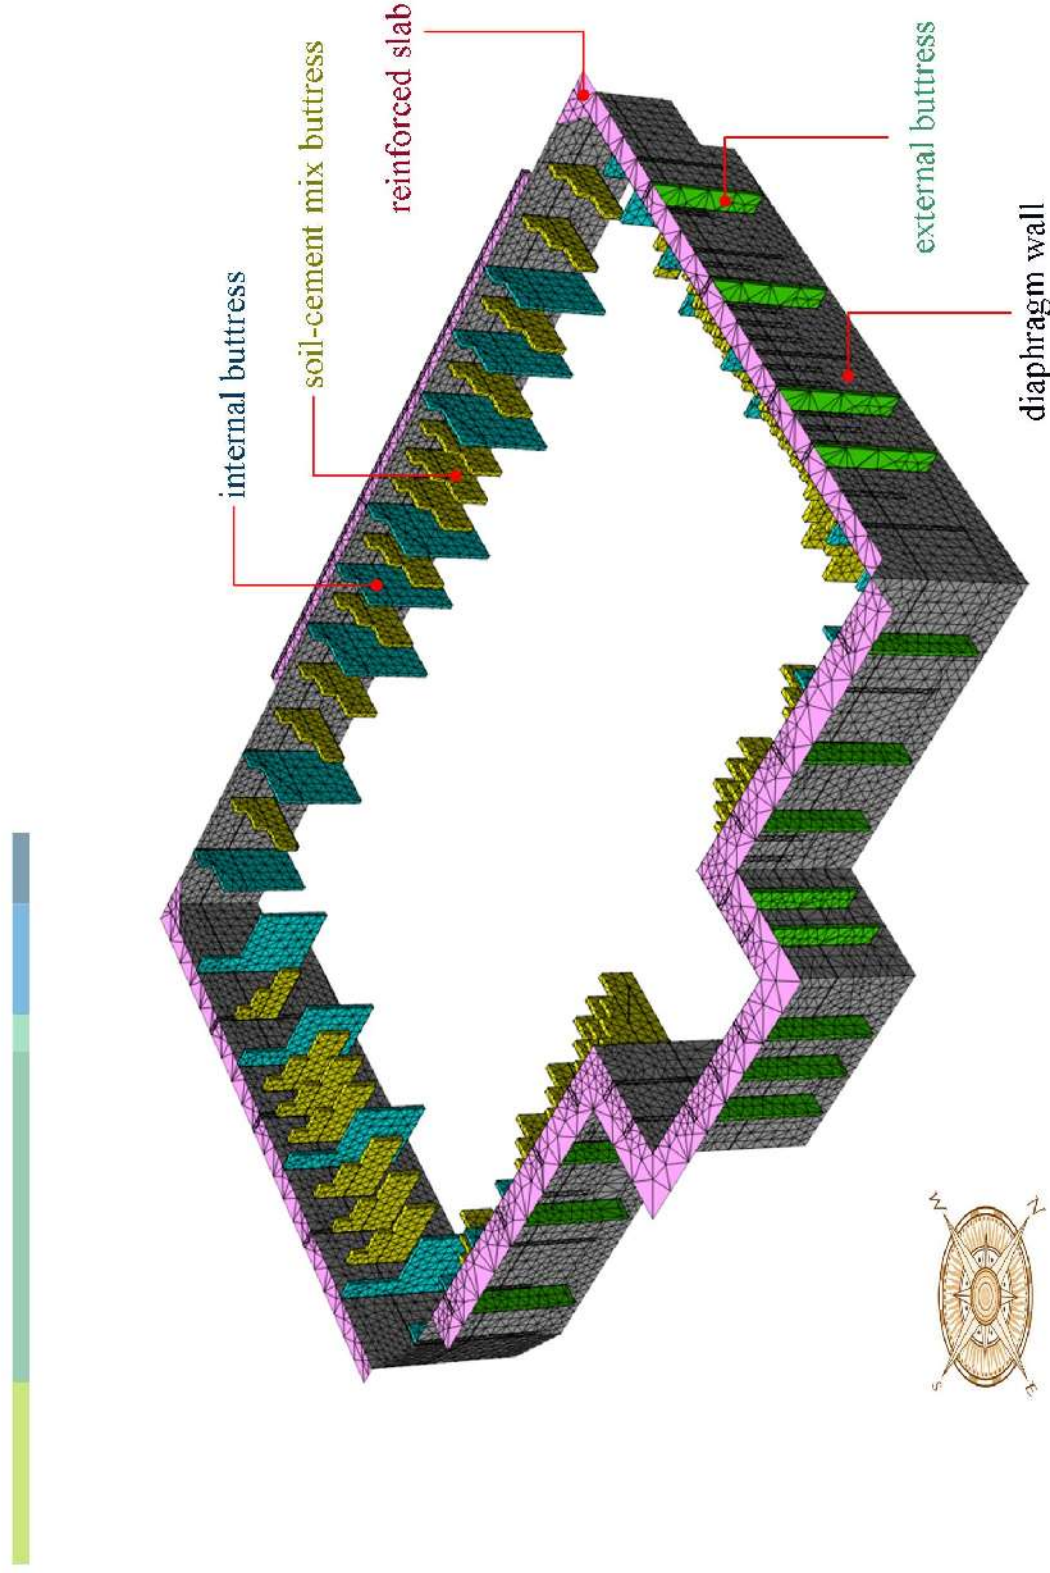 internal buttress
soil-cement mix buttress
reinforced slab
external buttress
diaphragm wall
W
N
S
E